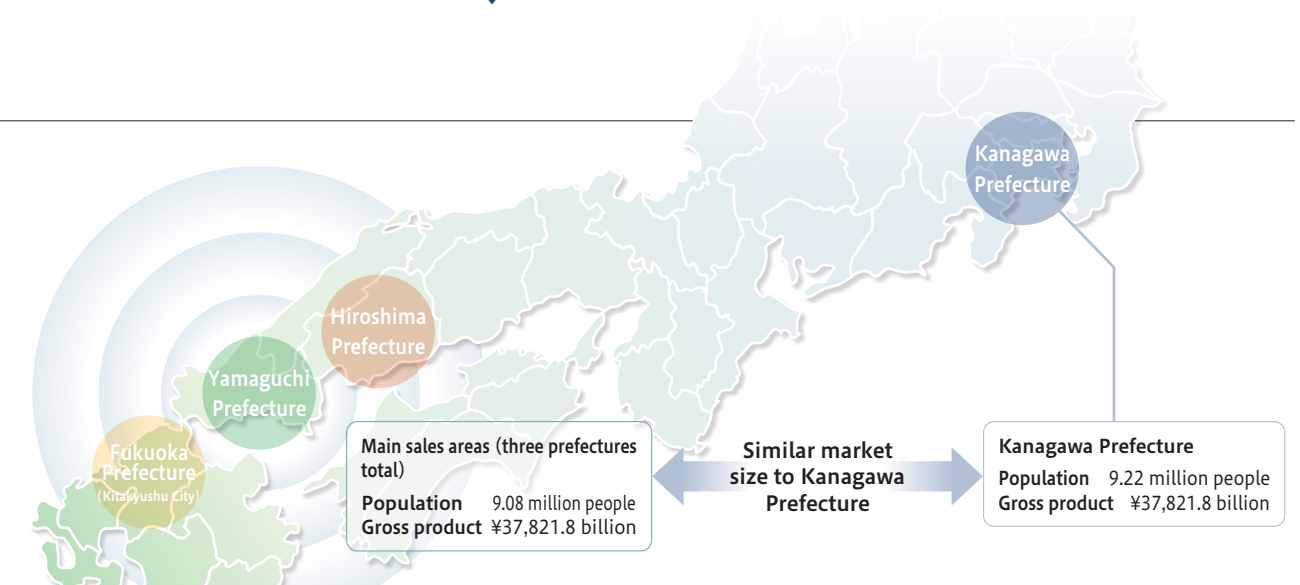 Kanagawa
Prefecture
Hiroshima
Prefecture
Yamaguchi
Prefecture
Fukuoka
Prefecture
(Kitakyushu City)
Main sales areas (three prefectures
total)
Population 9.08 million people
Gross product ¥37,821.8 billion
Similar market
size to Kanagawa
Prefecture
Kanagawa Prefecture
Population 9.22 million people
Gross product ¥37,821.8 billion